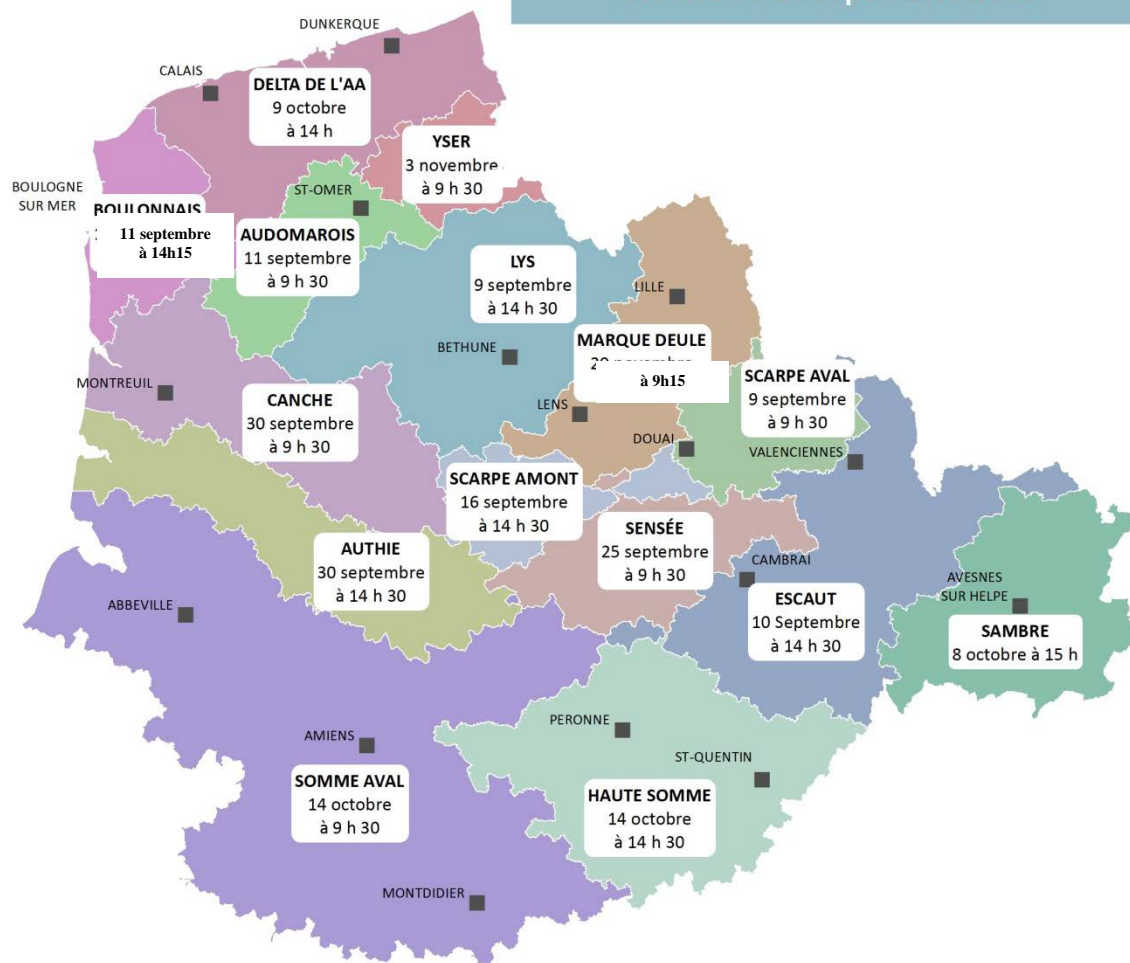 DUNKERQUE
CALAIS
DELTA DE L'AA
9 octobre
à 14 h
YSER
3 novembre
à 9 h 30
BOULOGNE
SUR MER
ST-OMER
BOULONNAIS
11 septembre
à 14h15
AUDOMAROIS
11 septembre
à 9 h 30
LYS
9 septembre
à 14 h 30
LILLE
BETHUNE
MARQUE DEULE
à 9h15
MONTREUIL
CANCHE
30 septembre
à 9 h 30
LENS
SCARPE AVAL
9 septembre
à 9 h 30
DOUAI
VALENCIENNES
SCARPE AMONT
16 septembre
à 14 h 30
SENSÉE
25 septembre
à 9 h 30
AUTHIE
30 septembre
à 14 h 30
CAMBRAI
ESCAUT
10 Septembre
à 14 h 30
AVESNES
SUR HELPE
SAMBRE
8 octobre à 15 h
ABBEVILLE
PERONNE
AMIENS
ST-QUENTIN
SOMME AVAL
14 octobre
à 9 h 30
HAUTE SOMME
14 octobre
à 14 h 30
MONTDIDIER